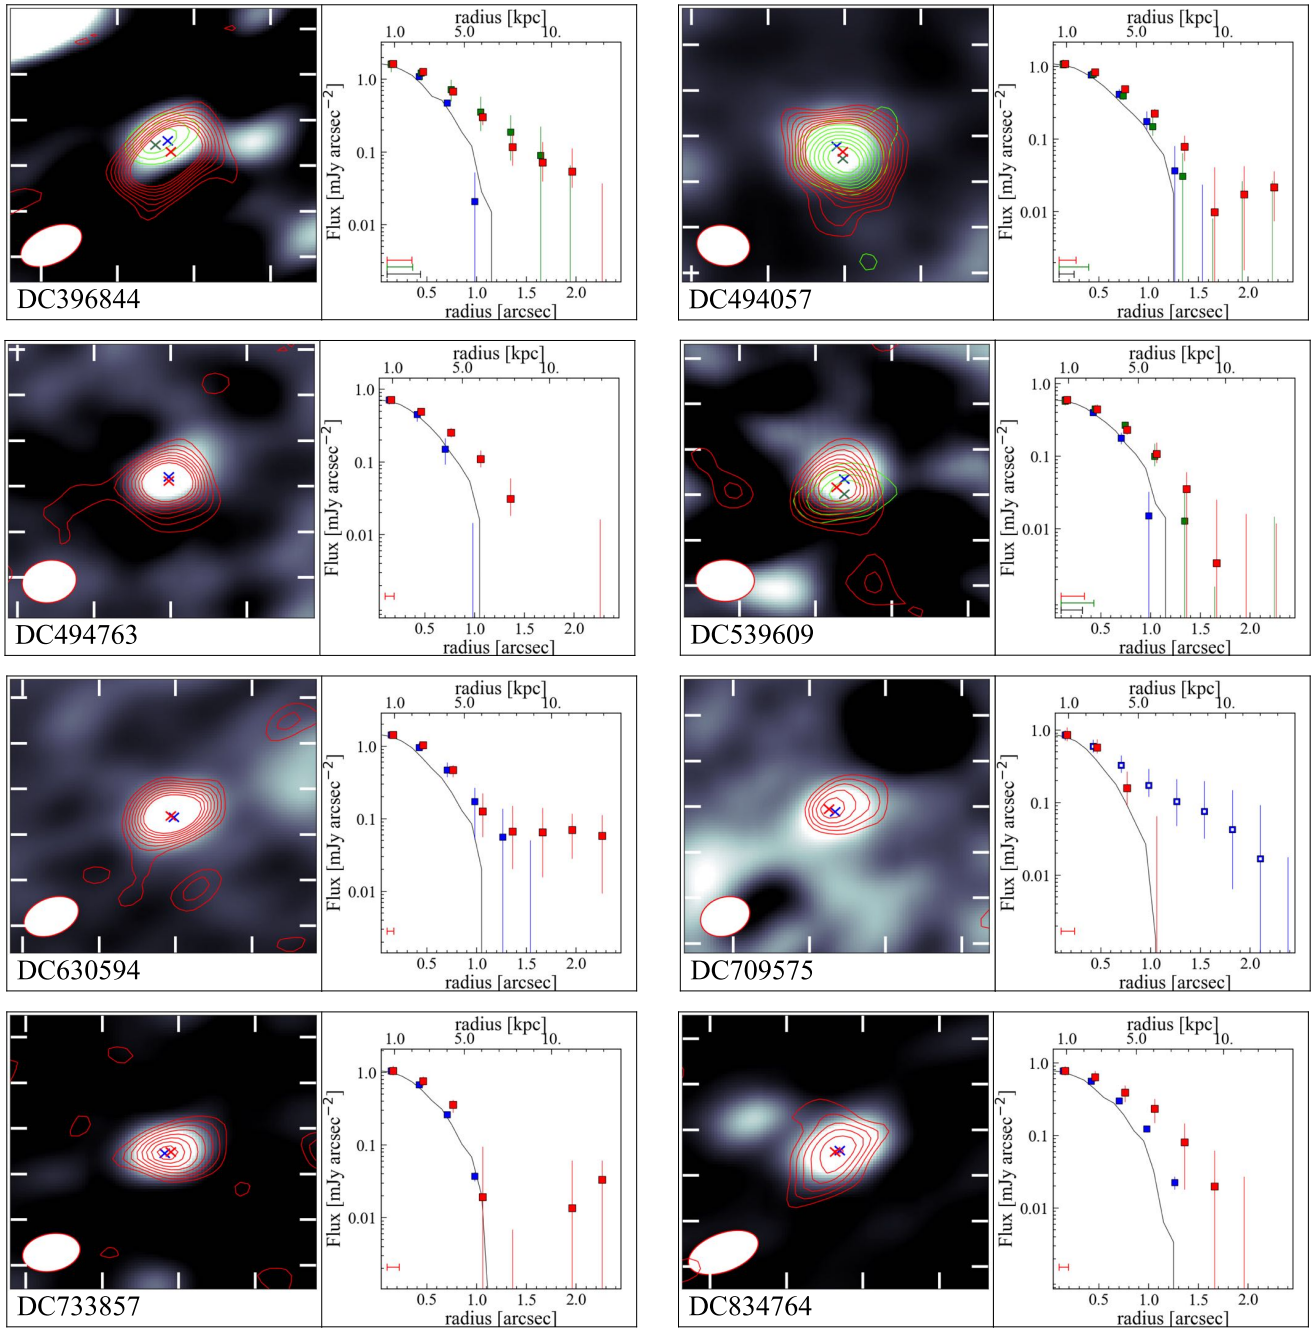 radius [kpc]
1.0 5.0 10.
Flux [mJy arcsec−2]
1.0
0.1
0.01
0.5 1.0 1.5 2.0
radius [arcsec]
DC396844
radius [kpc]
1.0 5.0 10.
Flux [mJy arcsec−2]
1.0
0.1
0.01
0.5 1.0 1.5 2.0
radius [arcsec]
DC494057
radius [kpc]
1.0 5.0 10.
Flux [mJy arcsec−2]
1.0
0.1
0.01
0.5 1.0 1.5 2.0
radius [arcsec]
DC494763
radius [kpc]
1.0 5.0 10.
Flux [mJy arcsec−2]
1.0
0.1
0.01
0.5 1.0 1.5 2.0
radius [arcsec]
DC539609
radius [kpc]
1.0 5.0 10.
Flux [mJy arcsec−2]
1.0
0.1
0.01
0.5 1.0 1.5 2.0
radius [arcsec]
DC630594
radius [kpc]
1.0 5.0 10.
Flux [mJy arcsec−2]
1.0
0.1
0.01
0.5 1.0 1.5 2.0
radius [arcsec]
DC709575
radius [kpc]
1.0 5.0 10.
Flux [mJy arcsec−2]
1.0
0.1
0.01
0.5 1.0 1.5 2.0
radius [arcsec]
DC733857
radius [kpc]
1.0 5.0 10.
Flux [mJy arcsec−2]
1.0
0.1
0.01
0.5 1.0 1.5 2.0
radius [arcsec]
DC834764